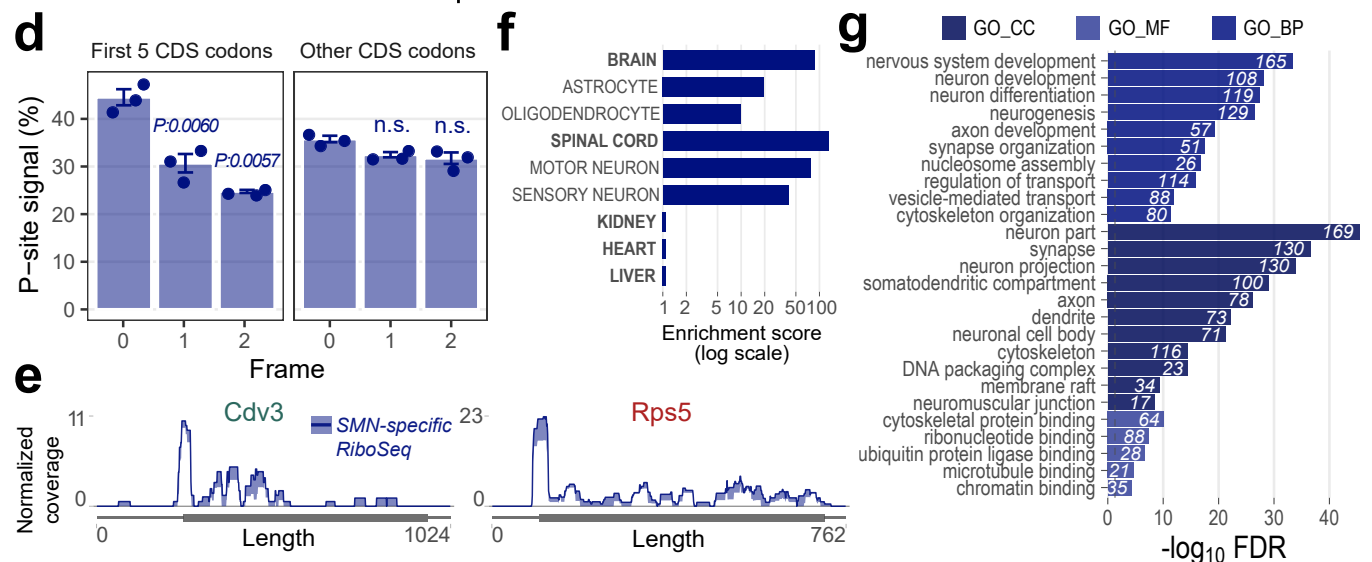 d
First 5 CDS codons
Other CDS codons
P−site signal (%)
40
30
20
10
0
P:0.0060
P:0.0057
n.s.
n.s.
0 1 2
0 1 2
Frame
e
Normalized
coverage
11
0
Cdv3
SMN-specific
RiboSeq
0
Length
1024
23
0
Rps5
0
Length
762
f
BRAIN
ASTROCYTE
OLIGODENDROCYTE
SPINAL CORD
MOTOR NEURON
SENSORY NEURON
KIDNEY
HEART
LIVER
1 2 5 10 20 50 100
Enrichment score
(log scale)
g
GO_CC GO_MF GO_BP
nervous system development 165
neuron development 108
neuron differentiation 119
neurogenesis 129
axon development 57
synapse organization 51
nucleosome assembly 26
regulation of transport 114
vesicle-mediated transport 88
cytoskeleton organization 80
neuron part 169
synapse 130
neuron projection 130
somatodendritic compartment 100
axon 78
dendrite 73
neuronal cell body 71
cytoskeleton 116
DNA packaging complex 23
membrane raft 34
neuromuscular junction 17
cytoskeletal protein binding 64
ribonucleotide binding 88
ubiquitin protein ligase binding 28
microtubule binding 21
chromatin binding 35
0 10 20 30 40
-log10 FDR